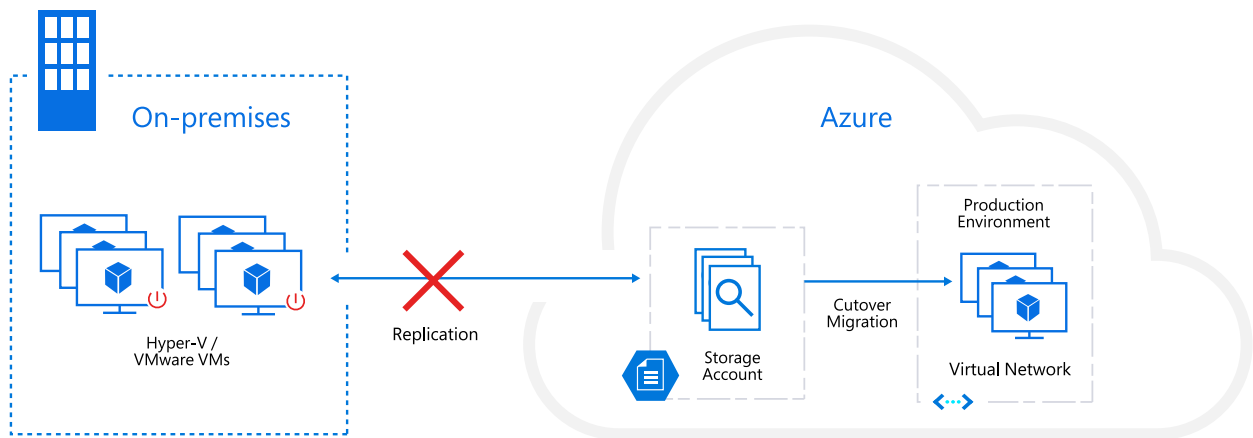 On-premises
Azure
Production
Environment
Hyper-V /
VMware VMs
Replication
Cutover
Migration
Storage
Account
Virtual Network